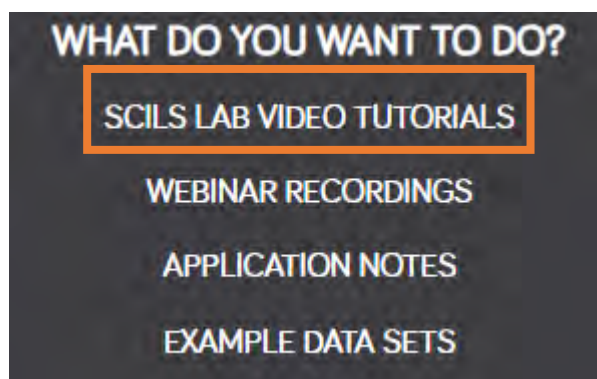 WHAT DO YOU WANT TO DO?
SCILS LAB VIDEO TUTORIALS
WEBINAR RECORDINGS
APPLICATION NOTES
EXAMPLE DATA SETS